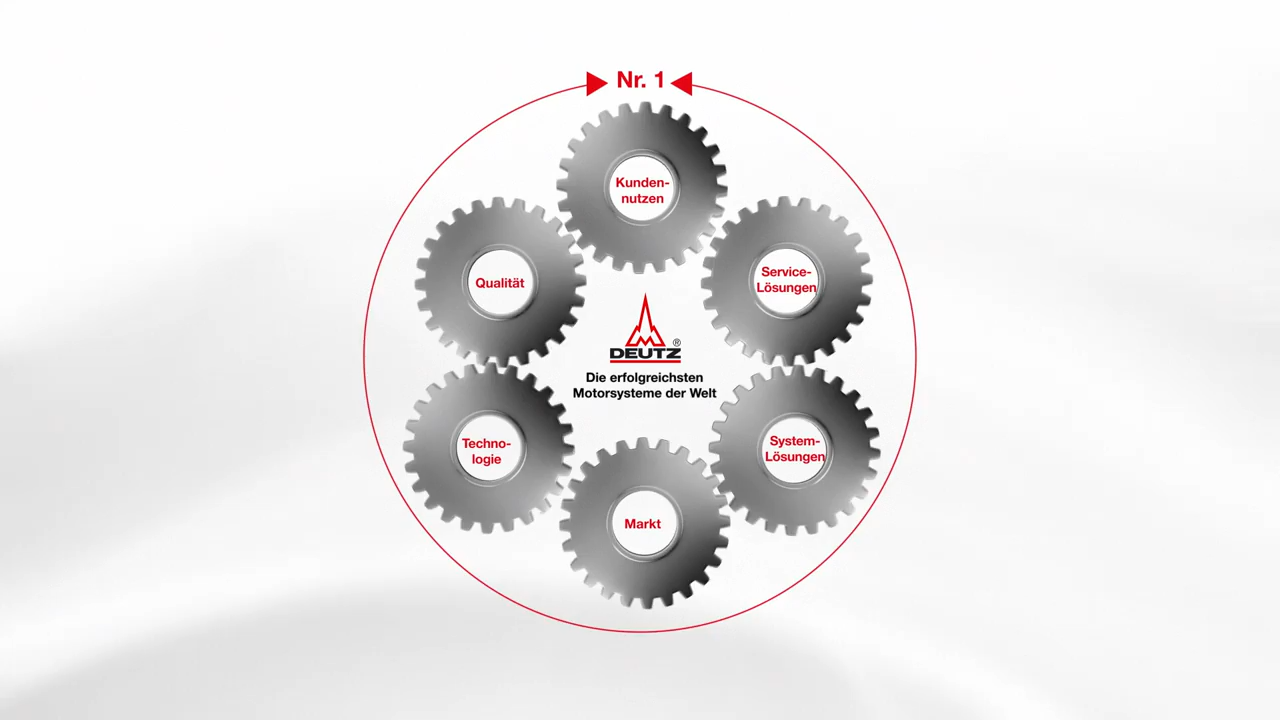 Nr. 1
Kunden-
nutzen
Qualität
Service-
Lösungen
DEUTZ ®
Die erfolgreichsten
Motorsysteme der Welt
Techno-
logie
System-
Lösungen
Markt